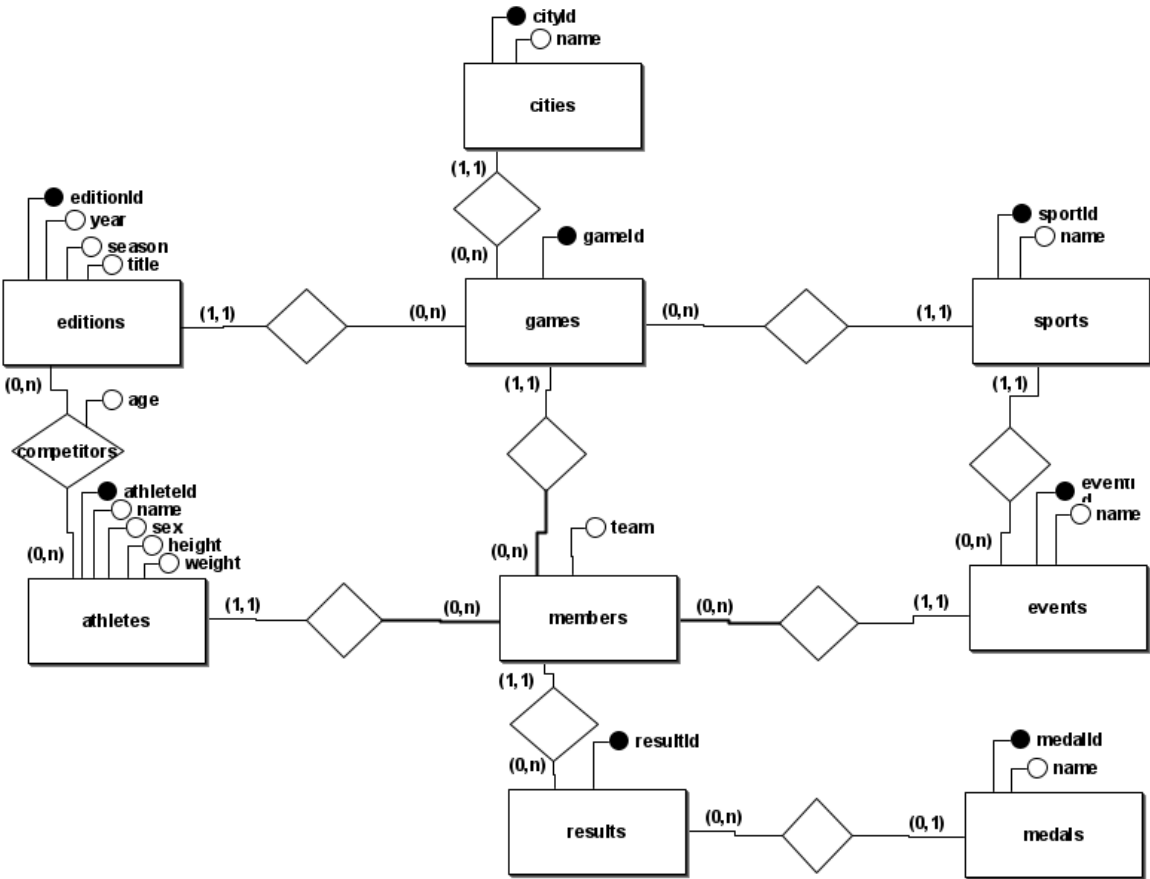 cityId
name
cities
(1,1)
(0,n)
gameId
editionId
year
season
title
editions
(1,1)
(0,n)
games
(0,n)
(1,1)
sportId
name
sports
(0,n)
age
competitors
(0,n)
athleteId
name
sex
height
weight
athletes
(1,1)
(0,n)
(1,1)
(0,n)
team
members
(0,n)
(1,1)
(1,1)
(0,n)
eventI
d
name
events
(1,1)
(0,n)
resultId
results
(0,n)
(0,1)
medalId
name
medals